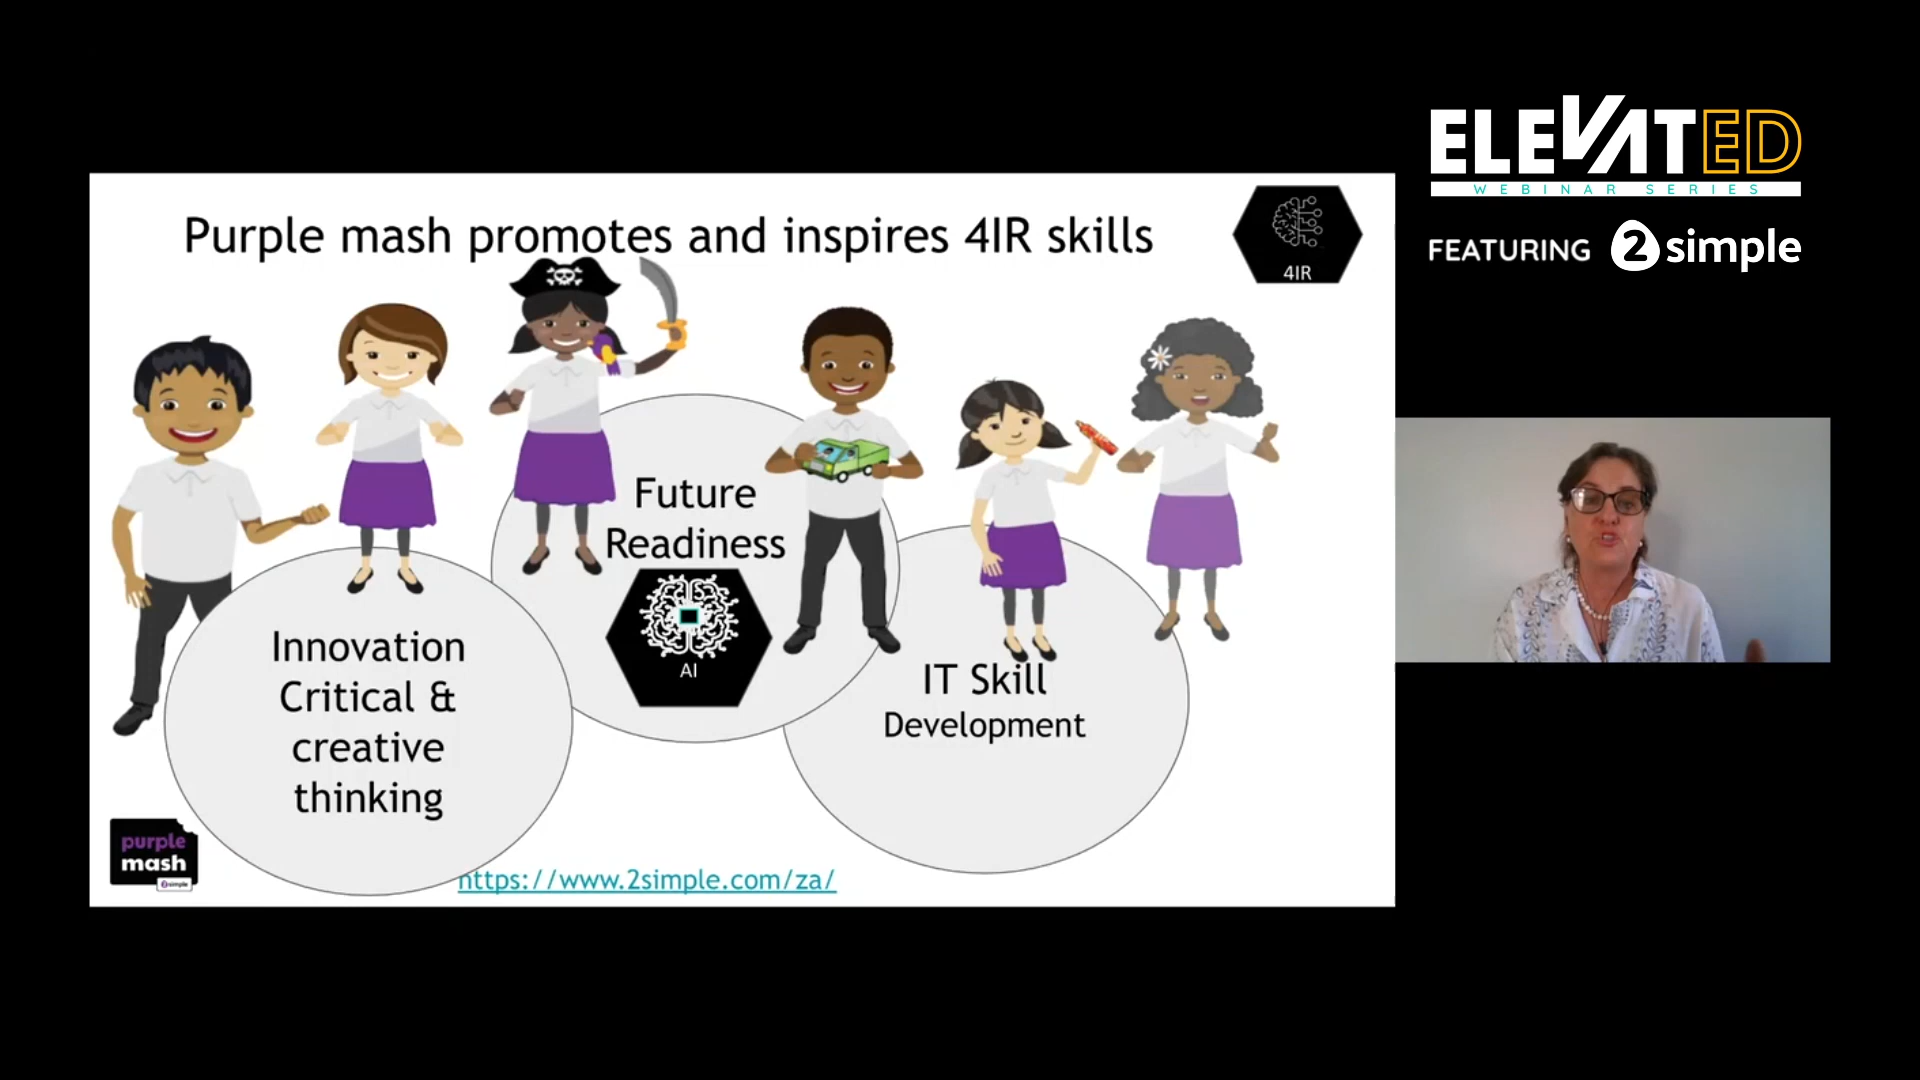 ELEVATED
WEBINAR SERIES
FEATURING 2simple
Purple mash promotes and inspires 4IR skills
4IR
Future
Readiness
AI
Innovation
Critical &
creative
thinking
IT Skill
Development
purple
mash
2simple
https://www.2simple.com/za/